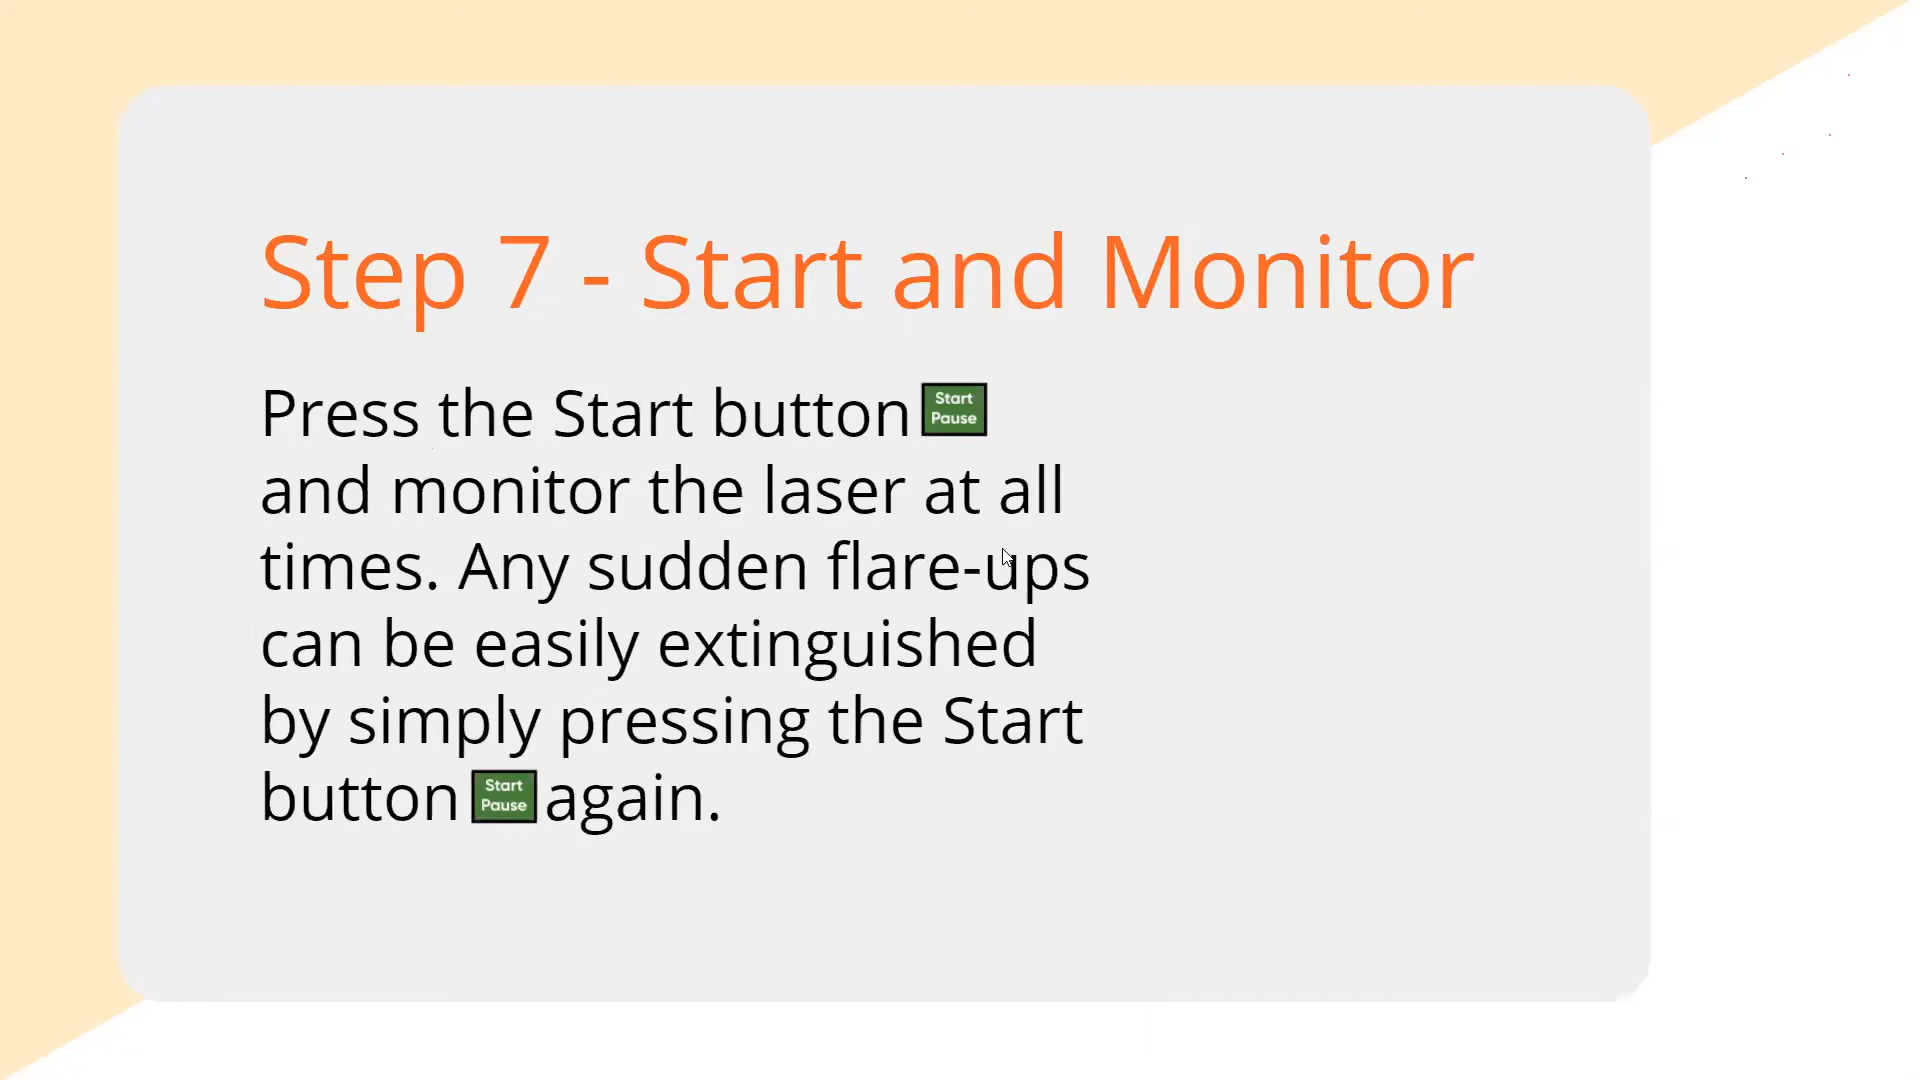 Step 7 - Start and Monitor
Press the Start button Start Pause
and monitor the laser at all
times. Any sudden flare-ups
can be easily extinguished
by simply pressing the Start
button Start Pause again.